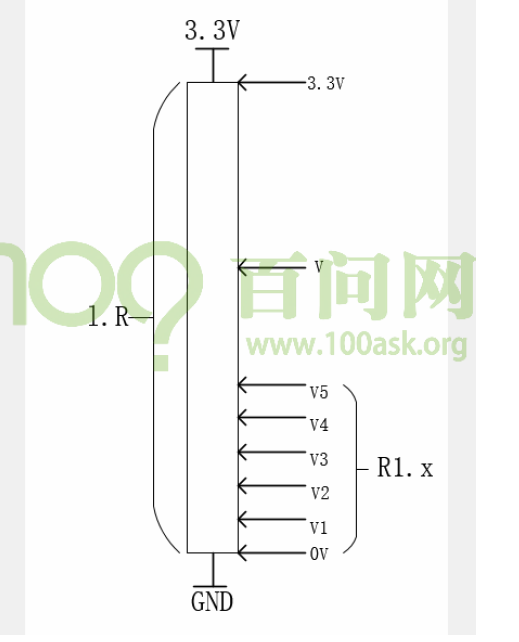 3.3V
3.3V
V
1.R
百问网
www.100ask.org
V5
V4
V3
R1.x
V2
V1
0V
GND